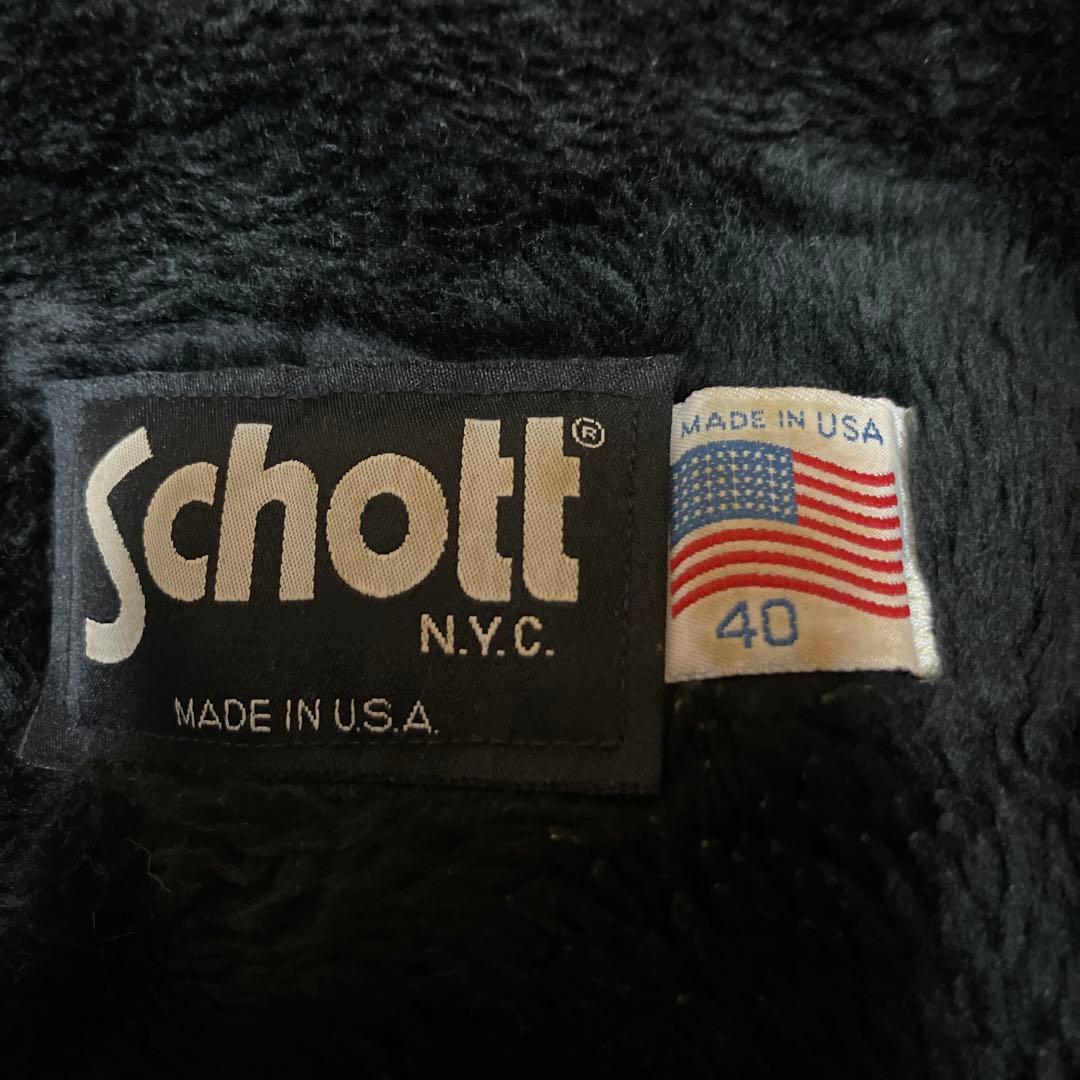 Schott®
N.Y.C.
MADE IN U.S.A.
MADE IN USA
40